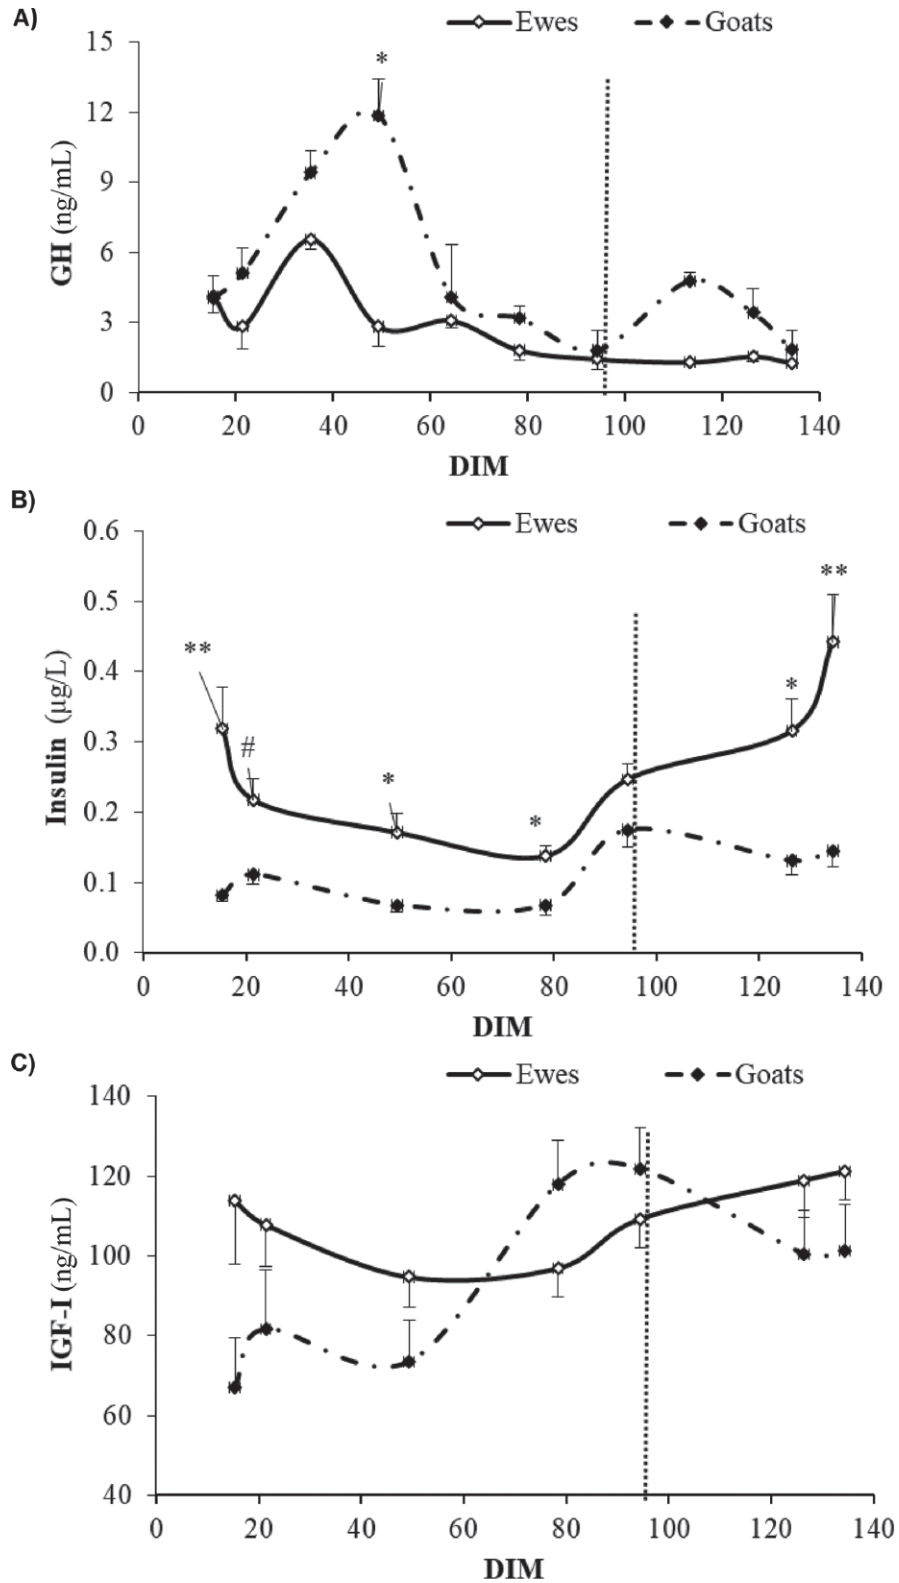 A)
Ewes Goats
15
*
12
9
6
3
0
GH (ng/mL)
0 20 40 60 80 100 120 140
DIM
B)
Ewes Goats
0.6
**
0.5
**
0.4
*
#
0.3
*
*
0.2
0.1
0.0
Insulin (µg/L)
0 20 40 60 80 100 120 140
DIM
C)
Ewes Goats
140
120
100
80
60
40
IGF-I (ng/mL)
0 20 40 60 80 100 120 140
DIM